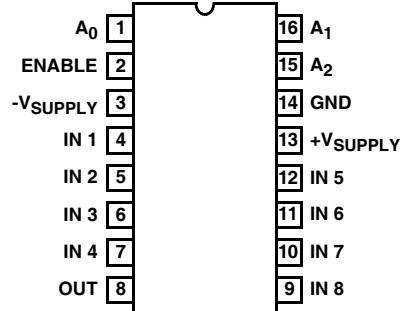 A0 1 16 A1
ENABLE 2 15 A2
-VSUPPLY 3 14 GND
IN 1 4 13 +VSUPPLY
IN 2 5 12 IN 5
IN 3 6 11 IN 6
IN 4 7 10 IN 7
OUT 8 9 IN 8